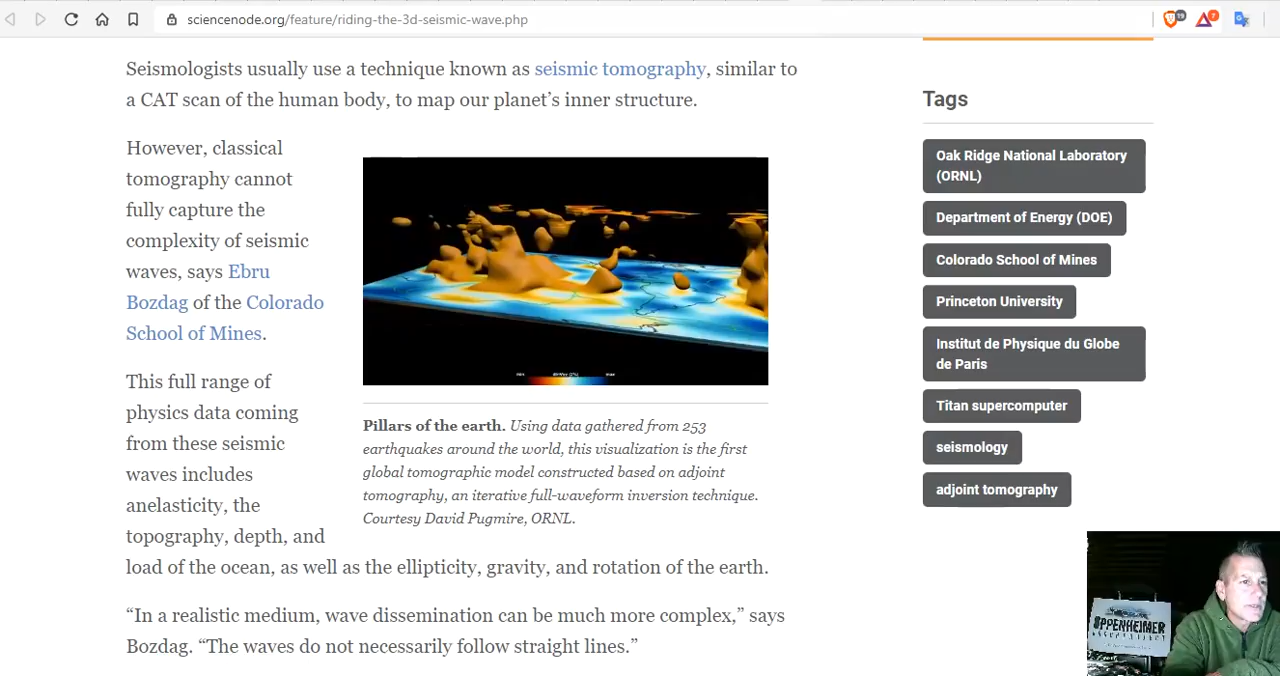 sciencenode.org/feature/riding-the-3d-seismic-wave.php
19
7
Seismologists usually use a technique known as seismic tomography, similar to
a CAT scan of the human body, to map our planet’s inner structure.
However, classical
tomography cannot
fully capture the
complexity of seismic
waves, says Ebru
Bozdag of the Colorado
School of Mines.
This full range of
physics data coming
from these seismic
waves includes
anelasticity, the
topography, depth, and
load of the ocean, as well as the ellipticity, gravity, and rotation of the earth.
Pillars of the earth. Using data gathered from 253
earthquakes around the world, this visualization is the first
global tomographic model constructed based on adjoint
tomography, an iterative full-waveform inversion technique.
Courtesy David Pugmire, ORNL.
“In a realistic medium, wave dissemination can be much more complex,” says
Bozdag. “The waves do not necessarily follow straight lines.”
Tags
Oak Ridge National Laboratory
(ORNL)
Department of Energy (DOE)
Colorado School of Mines
Princeton University
Institut de Physique du Globe
de Paris
Titan supercomputer
seismology
adjoint tomography
OPPENHEIMER